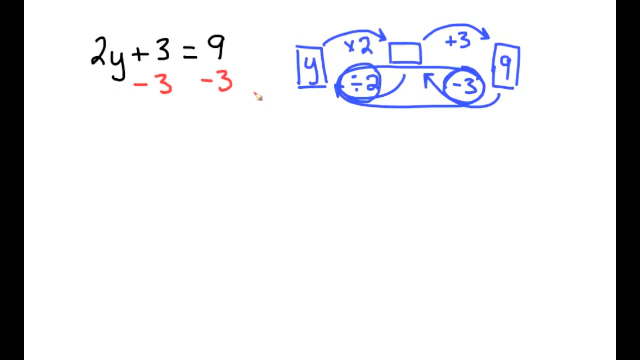 2y + 3 = 9
-3 -3
×2 +3
y 9
÷2 -3